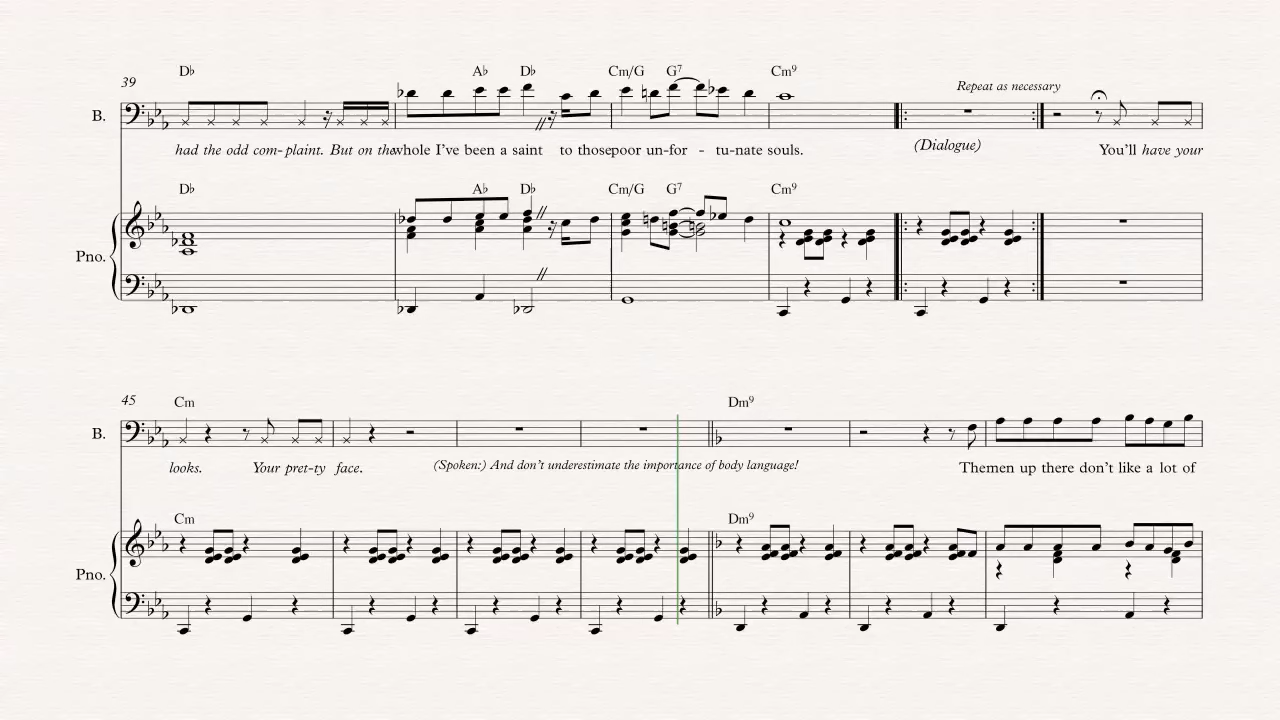 D♭ A♭ D♭ Cm/G G7 Cm9
39 Repeat as necessary
B.
had the odd com- plaint. But on the whole I've been a saint to those poor un-for - tu-nate souls. (Dialogue) You'll have your
D♭ A♭ D♭ Cm/G G7 Cm9
Pno.
45 Cm Dm9
B.
looks. Your pret-ty face. (Spoken:) And don't underestimate the importance of body language! The men up there don't like a lot of
Cm Dm9
Pno.